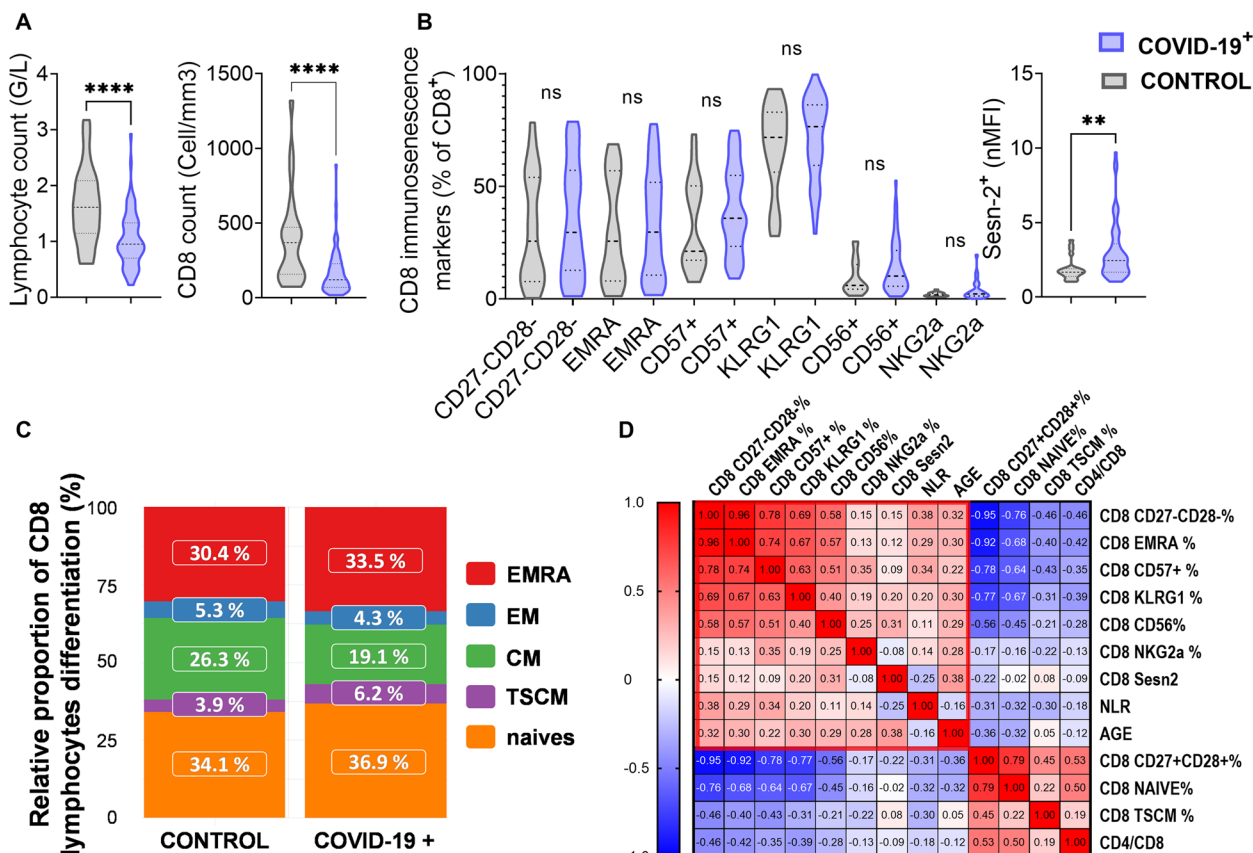 A
B
C
D
Lymphocyte count (G/L)
4
3
2
1
0
****
CD8 count (Cell/mm3)
1500
1000
500
0
****
CD8 immunosenescence
markers (% of CD8+)
100
50
0
ns
ns
ns
ns
ns
ns
CD27-CD28-
CD27-CD28-
EMRA
EMRA
CD57+
CD57+
KLRG1
KLRG1
CD56+
CD56+
NKG2a
NKG2a
COVID-19+
CONTROL
Sesn-2+ (nMFI)
15
10
5
0
**
Relative proportion of CD8
lymphocytes differentiation (%)
100
75
50
25
0
30.4 %
5.3 %
26.3 %
3.9 %
34.1 %
33.5 %
4.3 %
19.1 %
6.2 %
36.9 %
CONTROL
COVID-19 +
EMRA
EM
CM
TSCM
naives
CD8 CD27-CD28-%
CD8 EMRA %
CD8 CD57+ %
CD8 KLRG1 %
CD8 CD56%
CD8 NKG2a %
CD8 Sesn2
NLR
AGE
CD8 CD27+CD28+%
CD8 NAIVE%
CD8 TSCM %
CD4/CD8
1.0
0.5
0
-0.5
-1.0
1.00 0.96 0.78 0.69 0.58 0.15 0.15 0.38 0.32 -0.95 -0.76 -0.46 -0.46 CD8 CD27-CD28-%
0.96 1.00 0.74 0.67 0.57 0.13 0.12 0.29 0.30 -0.92 -0.68 -0.40 -0.42 CD8 EMRA %
0.78 0.74 1.00 0.63 0.51 0.35 0.09 0.34 0.22 -0.78 -0.64 -0.43 -0.35 CD8 CD57+ %
0.69 0.67 0.63 1.00 0.40 0.19 0.20 0.20 0.30 -0.77 -0.67 -0.31 -0.39 CD8 KLRG1 %
0.58 0.57 0.51 0.40 1.00 0.25 0.31 0.11 0.29 -0.56 -0.45 -0.21 -0.28 CD8 CD56%
0.15 0.13 0.35 0.19 0.25 1.00 -0.08 0.14 0.28 -0.17 -0.16 -0.22 -0.13 CD8 NKG2a %
0.15 0.12 0.09 0.20 0.31 -0.08 1.00 -0.25 0.38 -0.22 -0.02 0.08 -0.09 CD8 Sesn2
0.38 0.29 0.34 0.20 0.11 0.14 -0.25 1.00 -0.16 -0.31 -0.32 -0.30 -0.18 NLR
0.32 0.30 0.22 0.30 0.29 0.28 0.38 -0.16 1.00 -0.36 -0.32 0.05 -0.12 AGE
-0.95 -0.92 -0.78 -0.77 -0.56 -0.17 -0.22 -0.31 -0.36 1.00 0.79 0.45 0.53 CD8 CD27+CD28+%
-0.76 -0.68 -0.64 -0.67 -0.45 -0.16 -0.02 -0.32 -0.32 0.79 1.00 0.22 0.50 CD8 NAIVE%
-0.46 -0.40 -0.43 -0.31 -0.21 -0.22 0.08 -0.30 0.05 0.45 0.22 1.00 0.19 CD8 TSCM %
-0.46 -0.42 -0.35 -0.39 -0.28 -0.13 -0.09 -0.18 -0.12 0.53 0.50 0.19 1.00 CD4/CD8